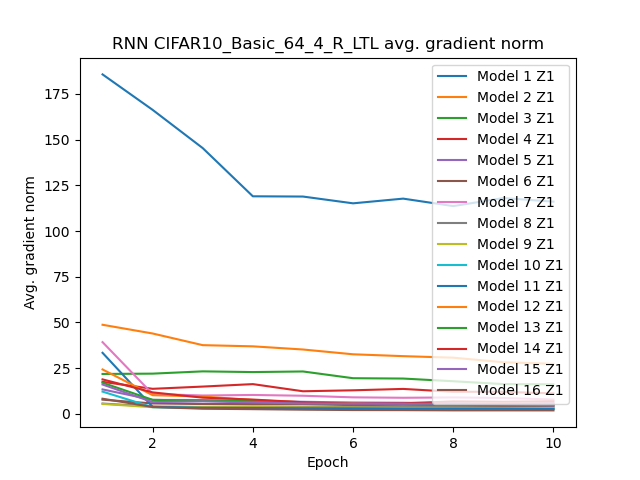 RNN CIFAR10_Basic_64_4_R_LTL avg. gradient norm
Avg. gradient norm
175
150
125
100
75
50
25
0
2
4
6
8
10
Epoch
Model 1 Z1
Model 2 Z1
Model 3 Z1
Model 4 Z1
Model 5 Z1
Model 6 Z1
Model 7 Z1
Model 8 Z1
Model 9 Z1
Model 10 Z1
Model 11 Z1
Model 12 Z1
Model 13 Z1
Model 14 Z1
Model 15 Z1
Model 16 Z1